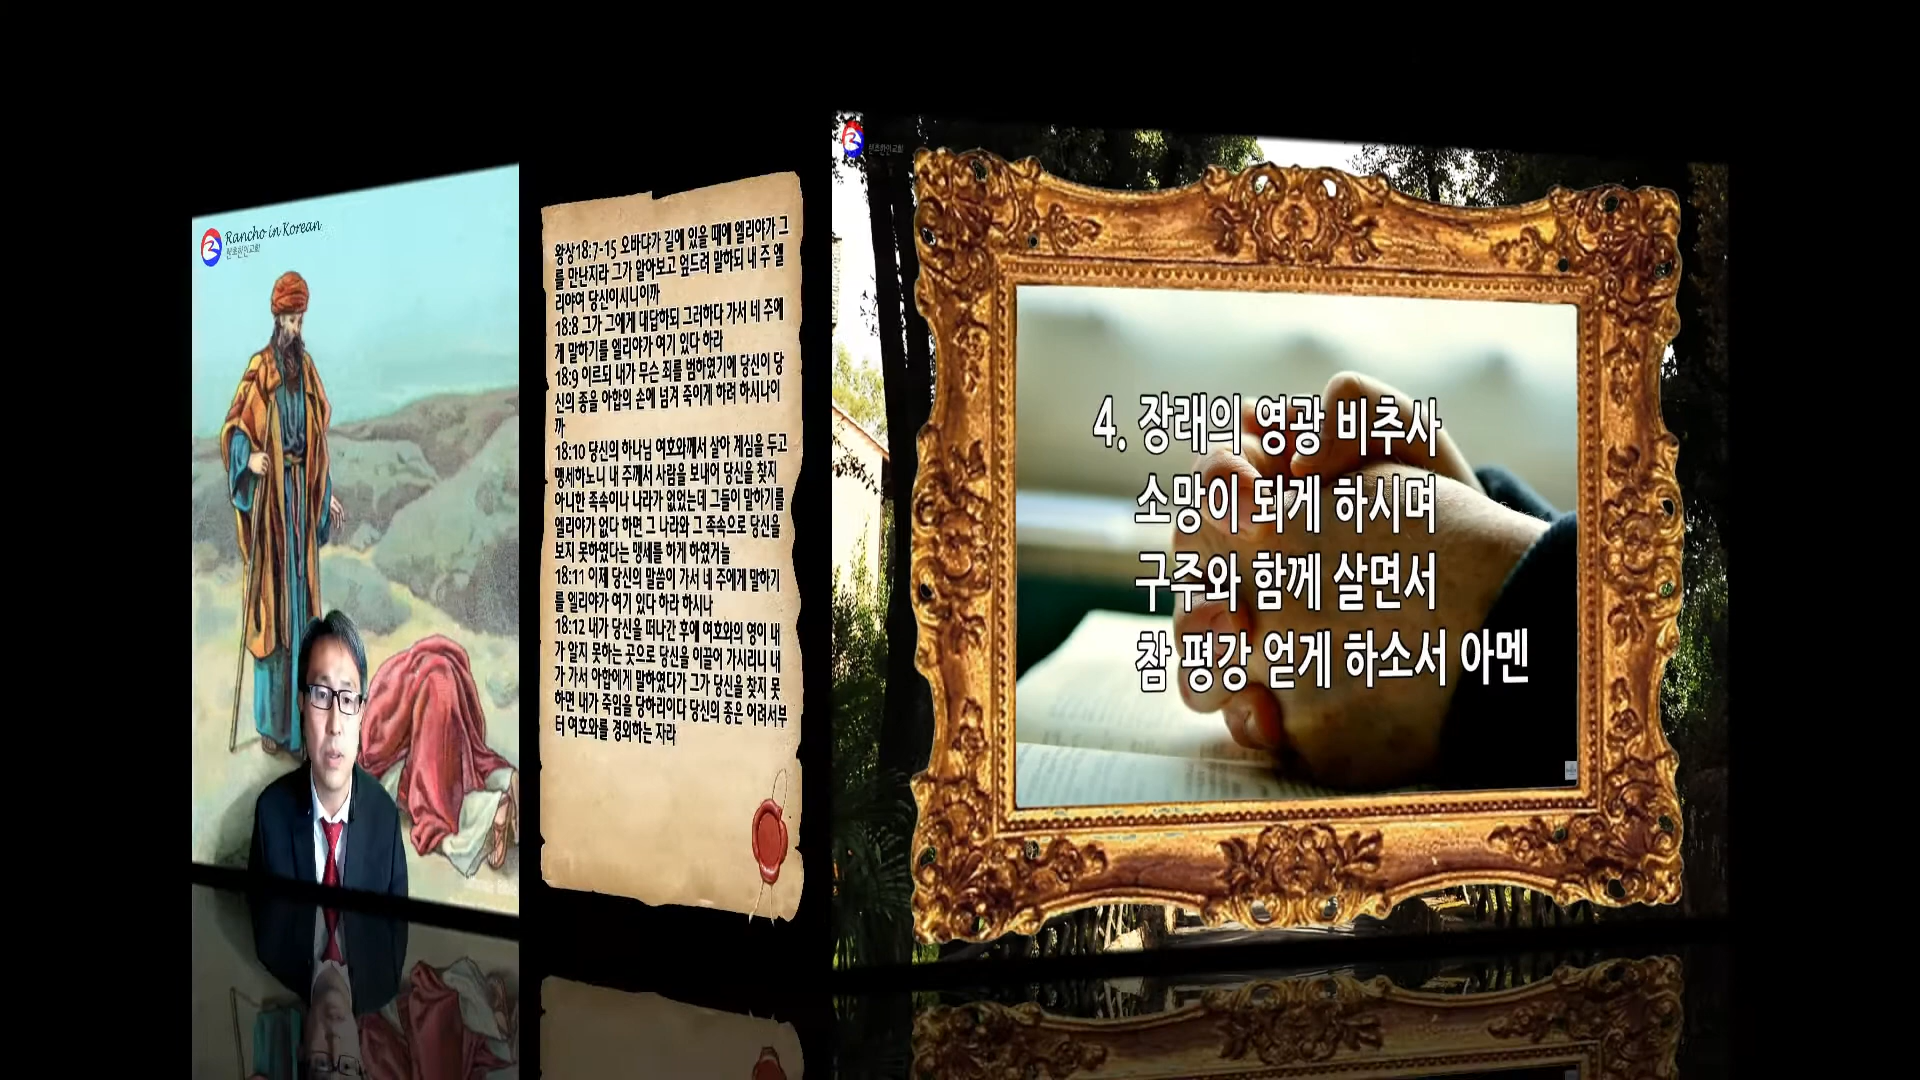 Rancho in Korean
랜초한인교회
왕상18:7-15 오바댜가 길에 있을 때에 엘리야가 그
를 만난지라 그가 알아보고 엎드려 말하되 내 주 엘
리야여 당신이시니이까
18:8 그가 그에게 대답하되 그러하다 가서 네 주에
게 말하기를 엘리야가 여기 있다 하라
18:9 이르되 내가 무슨 죄를 범하였기에 당신이 당
신의 종을 아합의 손에 넘겨 죽이게 하려 하시나이
까
18:10 당신의 하나님 여호와께서 살아 계심을 두고
맹세하노니 내 주께서 사람을 보내어 당신을 찾지
아니한 족속이나 나라가 없었는데 그들이 말하기를
엘리야가 없다 하면 그 나라와 그 족속으로 당신을
보지 못하였다는 맹세를 하게 하였거늘
18:11 이제 당신의 말씀이 가서 네 주에게 말하기
를 엘리야가 여기 있다 하라 하시나
18:12 내가 당신을 떠나간 후에 여호와의 영이 내
가 알지 못하는 곳으로 당신을 이끌어 가시리니 내
가 가서 아합에게 말하였다가 그가 당신을 찾지 못
하면 내가 죽임을 당하리이다 당신의 종은 어려서부
터 여호와를 경외하는 자라
랜초한인교회
4. 장래의 영광 비추사
소망이 되게 하시며
구주와 함께 살면서
참 평강 얻게 하소서 아멘